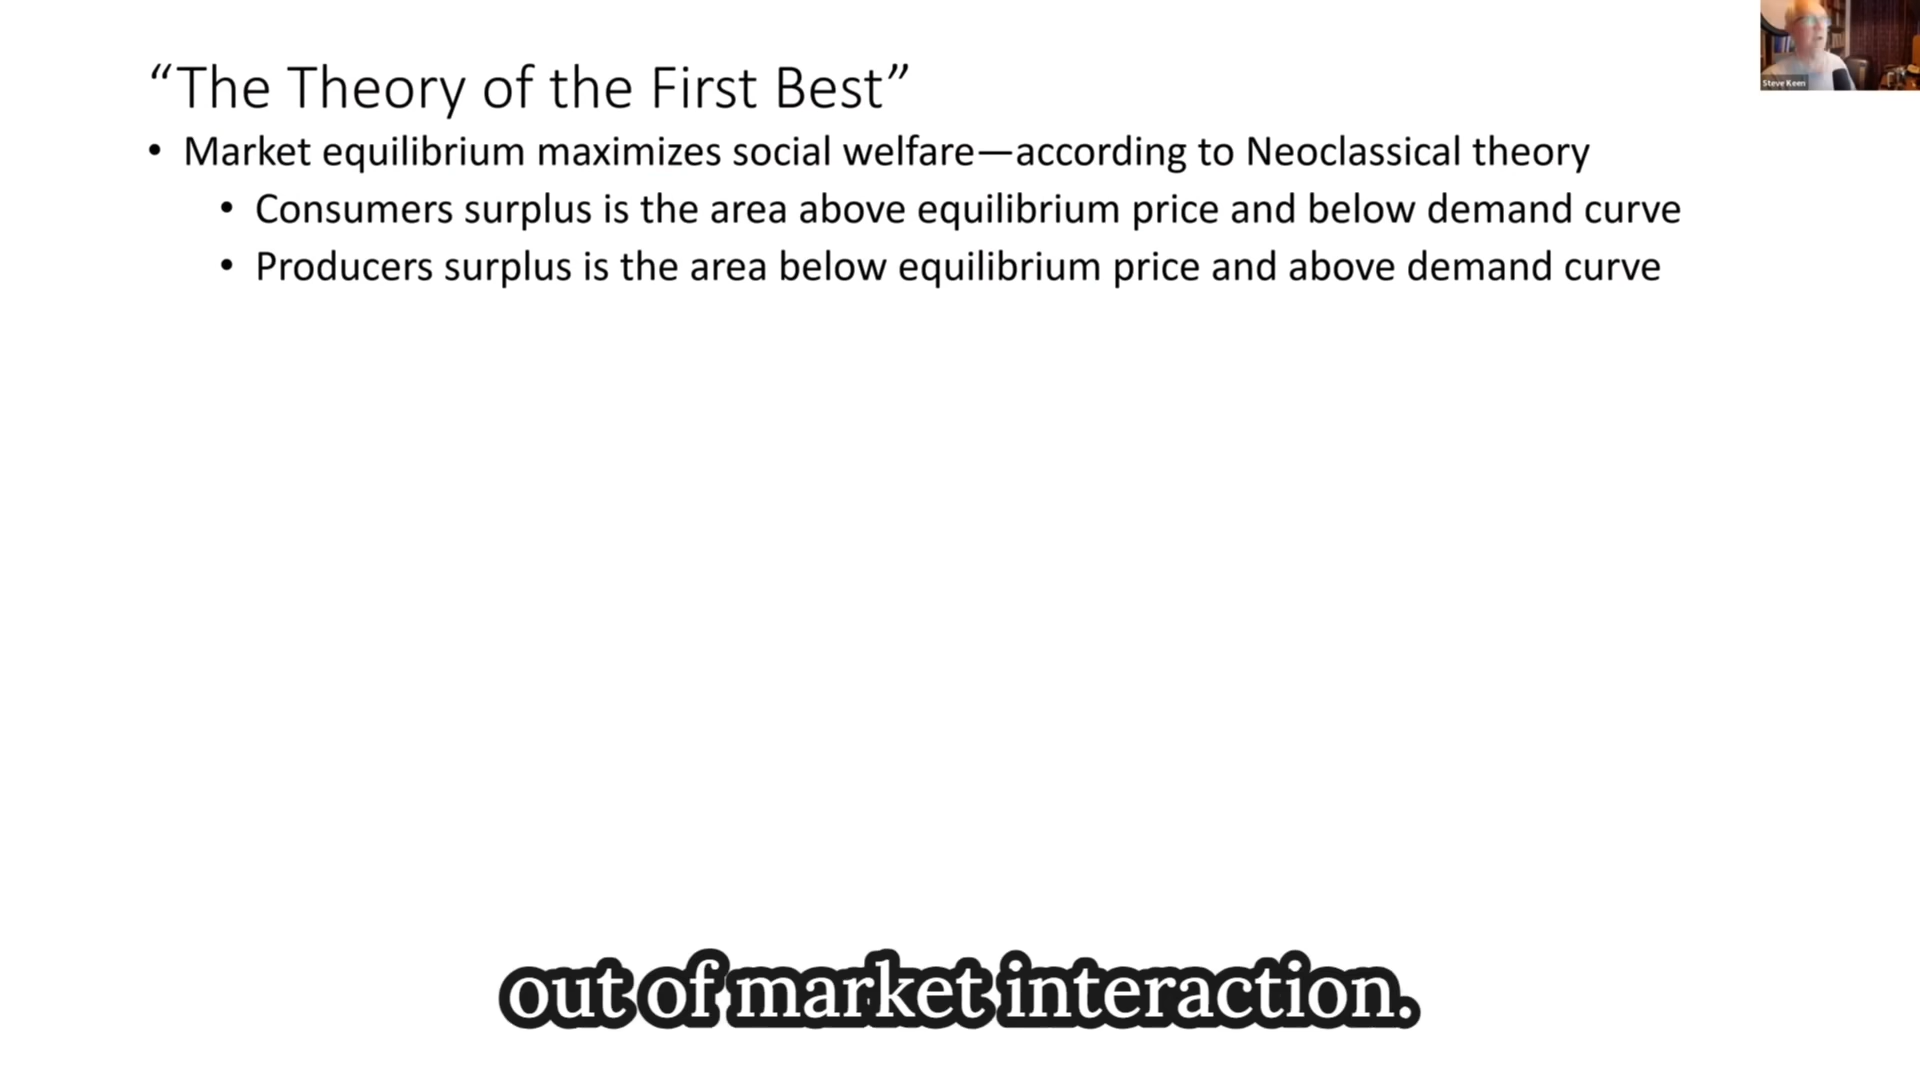 “The Theory of the First Best”
• Market equilibrium maximizes social welfare—according to Neoclassical theory
• Consumers surplus is the area above equilibrium price and below demand curve
• Producers surplus is the area below equilibrium price and above demand curve
Steve Keen
out of market interaction.